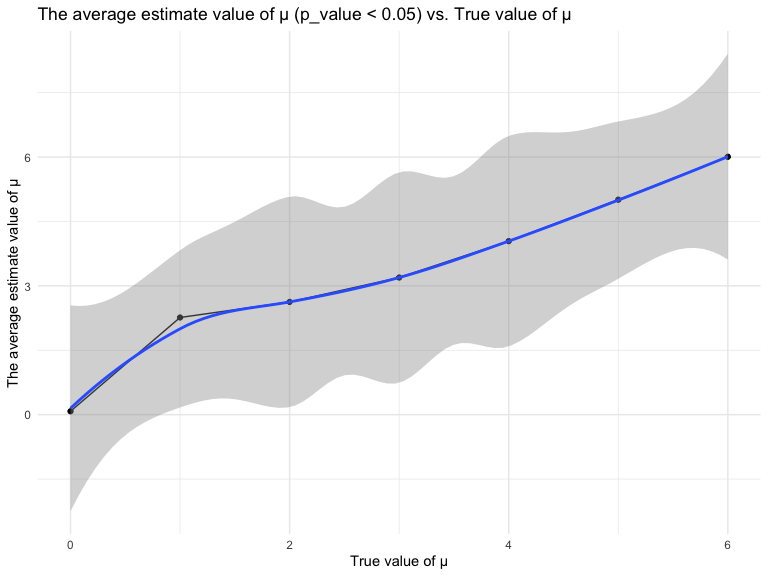 The average estimate value of μ (p_value < 0.05) vs. True value of μ
The average estimate value of μ
6
3
0
0
2
4
6
True value of μ